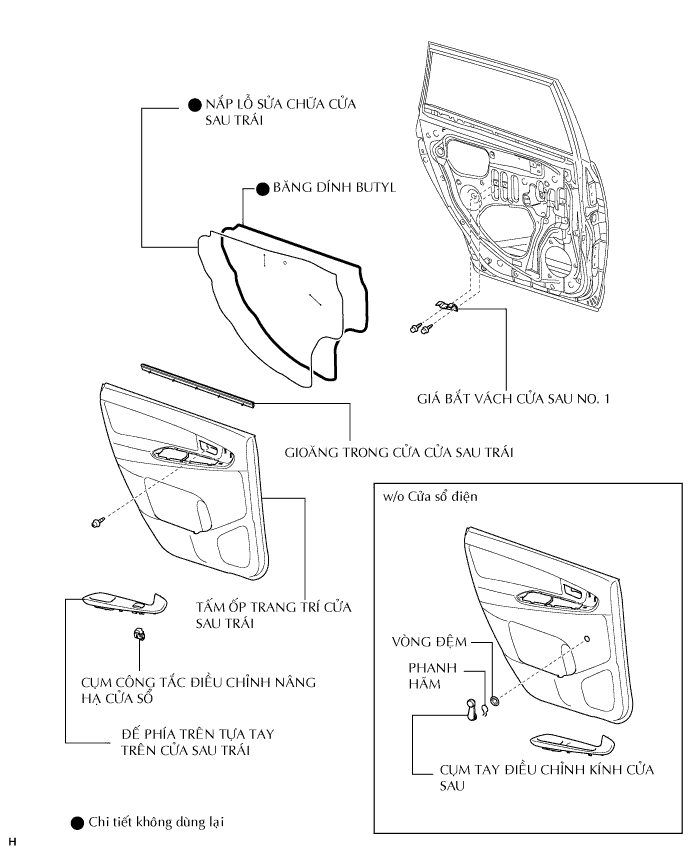 NẮP LỖ SỬA CHỮA CỬA
SAU TRÁI
BĂNG DÍNH BUTYL
GIÁ BẮT VÁCH CỬA SAU NO. 1
GIOĂNG TRONG CỬA CỬA SAU TRÁI
w/o Cửa sổ điện
TẤM ỐP TRANG TRÍ CỬA
SAU TRÁI
VÒNG ĐỆM
PHANH
HÃM
CỤM CÔNG TẮC ĐIỀU CHỈNH NÂNG
HẠ CỬA SỔ
ĐẾ PHÍA TRÊN TỰA TAY
TRÊN CỬA SAU TRÁI
CỤM TAY ĐIỀU CHỈNH KÍNH CỬA
SAU
Chi tiết không dùng lại
H